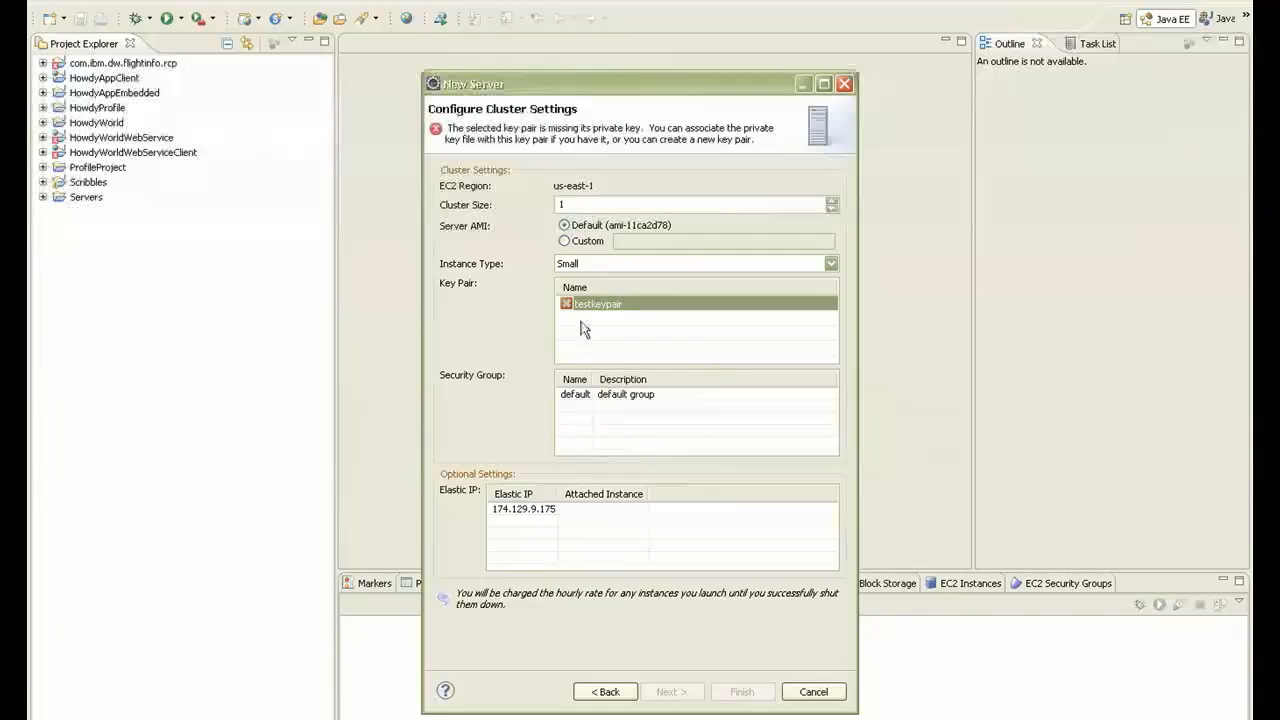 Java EE
Java
Project Explorer
com.ibm.dw.flightinfo.rcp
HowdyAppClient
HowdyAppEmbedded
HowdyProfile
HowdyWorld
HowdyWorldWebService
HowdyWorldWebServiceClient
ProfileProject
Scribbles
Servers
Outline
Task List
An outline is not available.
New Server
Configure Cluster Settings
The selected key pair is missing its private key. You can associate the private
key file with this key pair if you have it, or you can create a new key pair.
Cluster Settings:
EC2 Region: us-east-1
Cluster Size: 1
Server AMI: Default (ami-11ca2d78)
Custom
Instance Type: Small
Key Pair: Name
testkeypair
Security Group: Name Description
default default group
Optional Settings:
Elastic IP: Elastic IP Attached Instance
174.129.9.175
You will be charged the hourly rate for any instances you launch until you successfully shut
them down.
< Back Next > Finish Cancel
Markers P
Block Storage EC2 Instances EC2 Security Groups